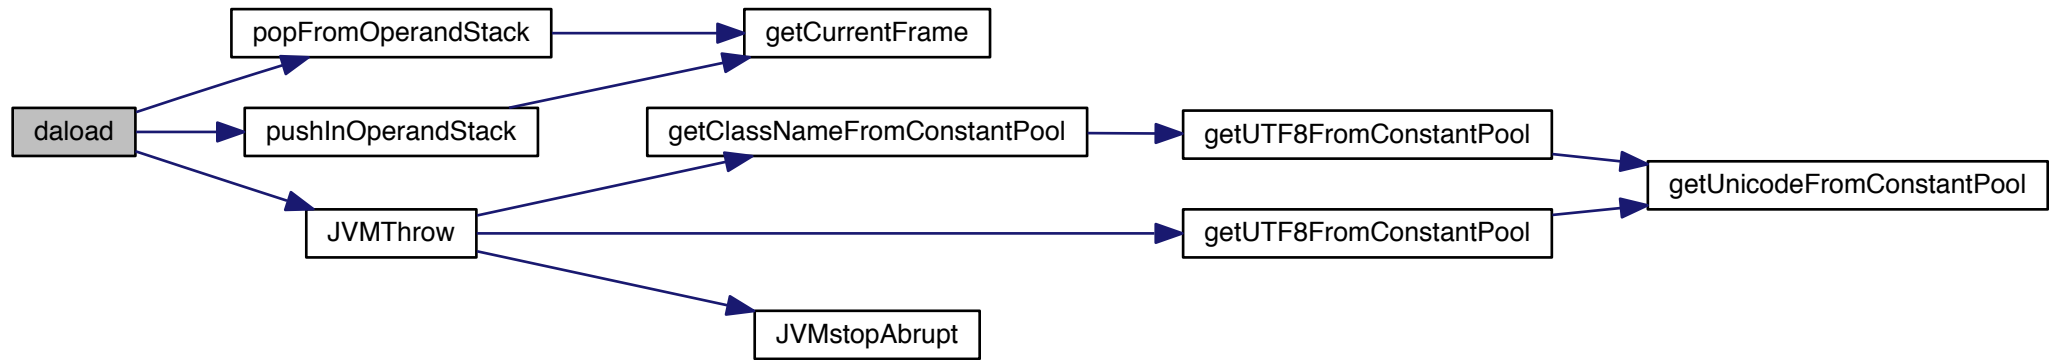 popFromOperandStack
getCurrentFrame
daload
pushInOperandStack
getClassNameFromConstantPool
getUTF8FromConstantPool
getUnicodeFromConstantPool
JVMThrow
getUTF8FromConstantPool
JVMstopAbrupt